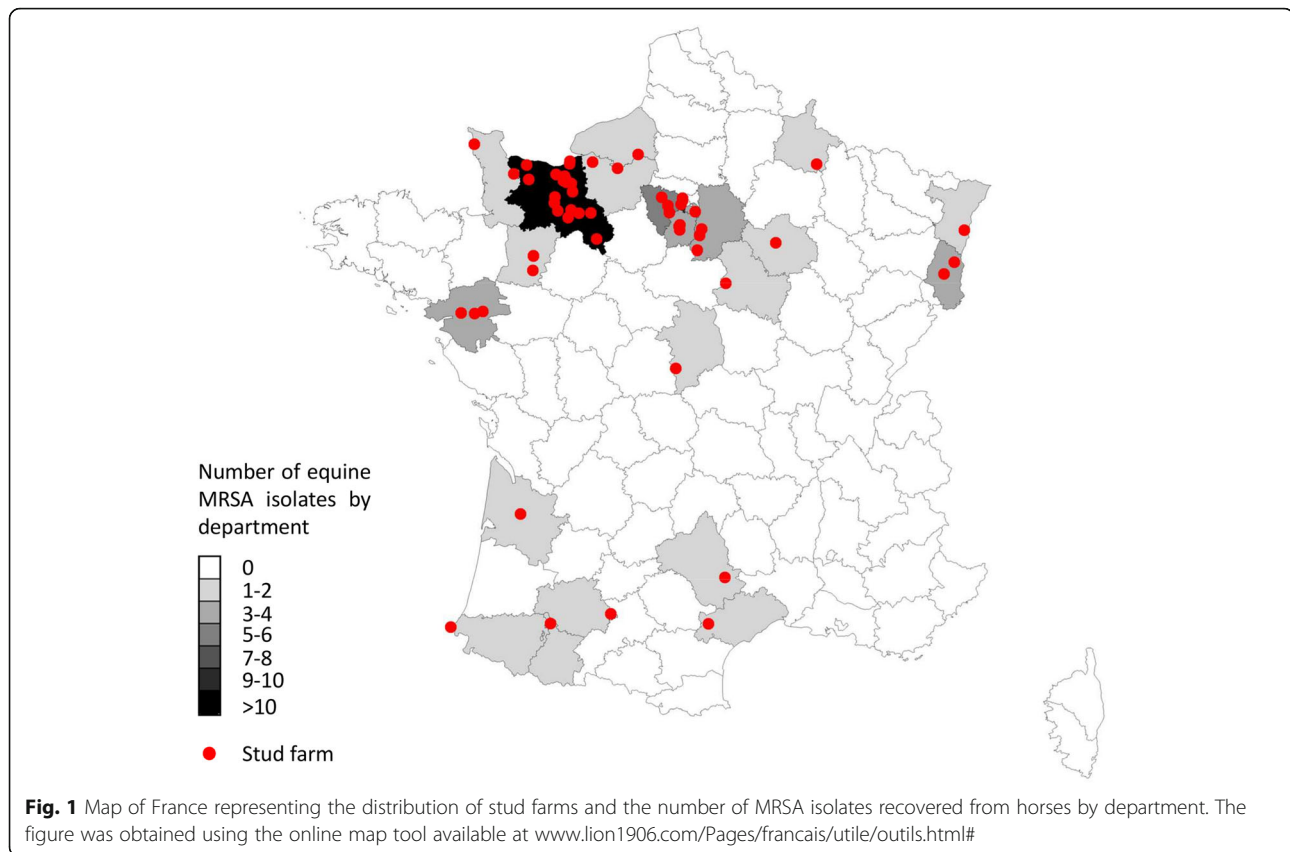 Number of equine
MRSA isolates by
department
0
1-2
3-4
5-6
7-8
9-10
>10
Stud farm
Fig. 1 Map of France representing the distribution of stud farms and the number of MRSA isolates recovered from horses by department. The
figure was obtained using the online map tool available at www.lion1906.com/Pages/francais/utile/outils.html#